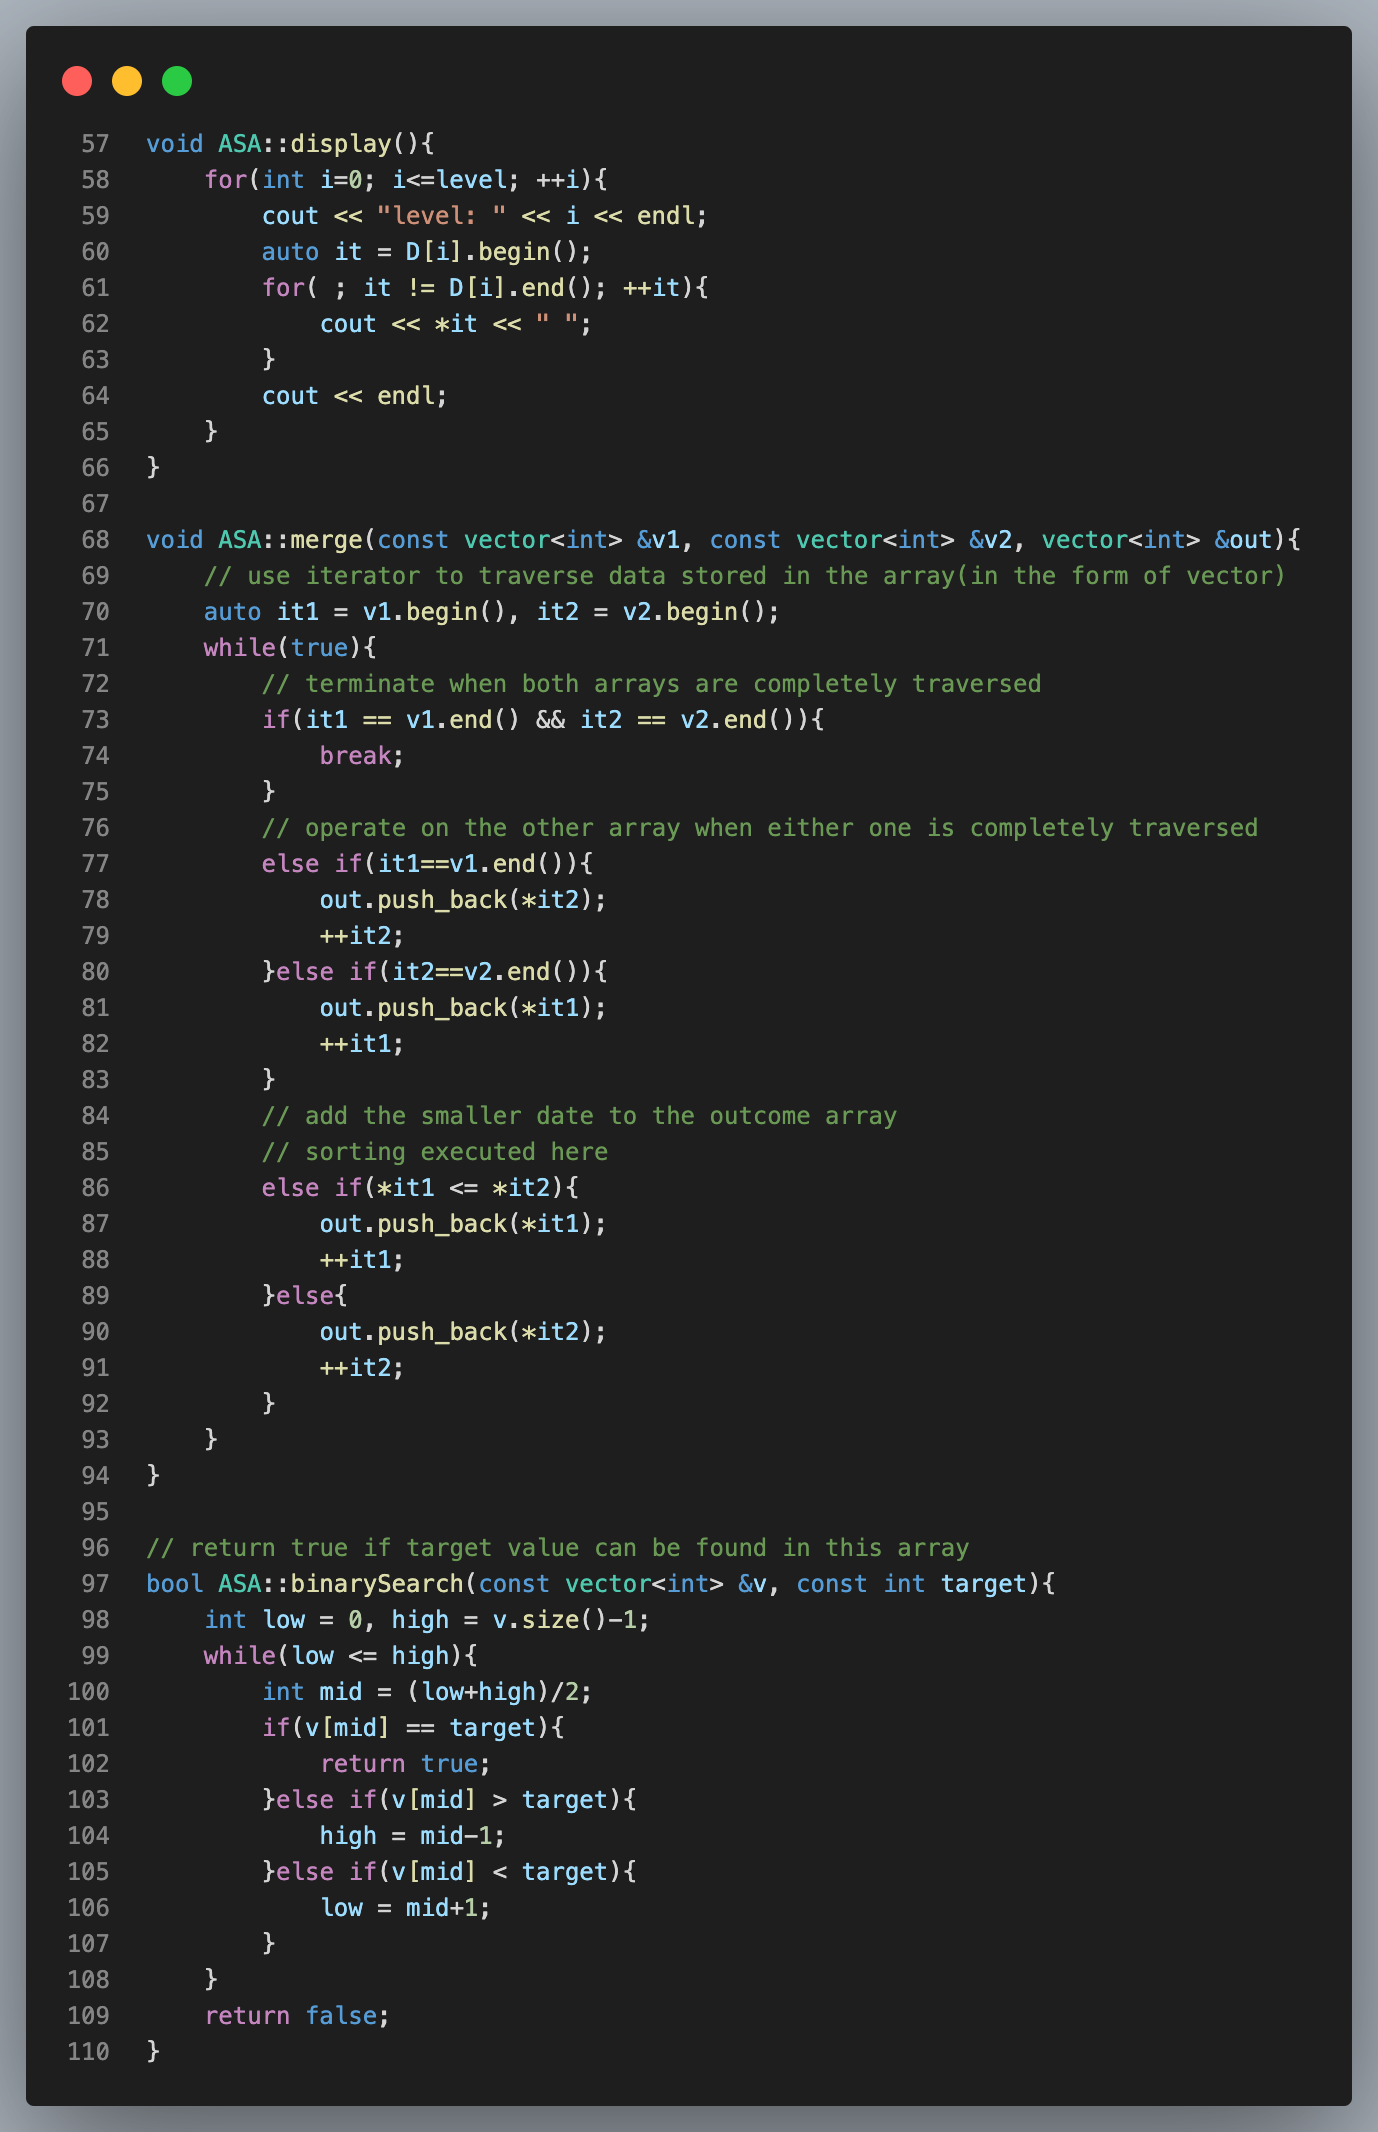 57 void ASA::display(){
58     for(int i=0; i<=level; ++i){
59         cout << "level: " << i << endl;
60         auto it = D[i].begin();
61         for( ; it != D[i].end(); ++it){
62             cout << *it << " ";
63         }
64         cout << endl;
65     }
66 }
67
68 void ASA::merge(const vector<int> &v1, const vector<int> &v2, vector<int> &out){
69     // use iterator to traverse data stored in the array(in the form of vector)
70     auto it1 = v1.begin(), it2 = v2.begin();
71     while(true){
72         // terminate when both arrays are completely traversed
73         if(it1 == v1.end() && it2 == v2.end()){
74             break;
75         }
76         // operate on the other array when either one is completely traversed
77         else if(it1==v1.end()){
78             out.push_back(*it2);
79             ++it2;
80         }else if(it2==v2.end()){
81             out.push_back(*it1);
82             ++it1;
83         }
84         // add the smaller date to the outcome array
85         // sorting executed here
86         else if(*it1 <= *it2){
87             out.push_back(*it1);
88             ++it1;
89         }else{
90             out.push_back(*it2);
91             ++it2;
92         }
93     }
94 }
95
96 // return true if target value can be found in this array
97 bool ASA::binarySearch(const vector<int> &v, const int target){
98     int low = 0, high = v.size()-1;
99     while(low <= high){
100         int mid = (low+high)/2;
101         if(v[mid] == target){
102             return true;
103         }else if(v[mid] > target){
104             high = mid-1;
105         }else if(v[mid] < target){
106             low = mid+1;
107         }
108     }
109     return false;
110 }